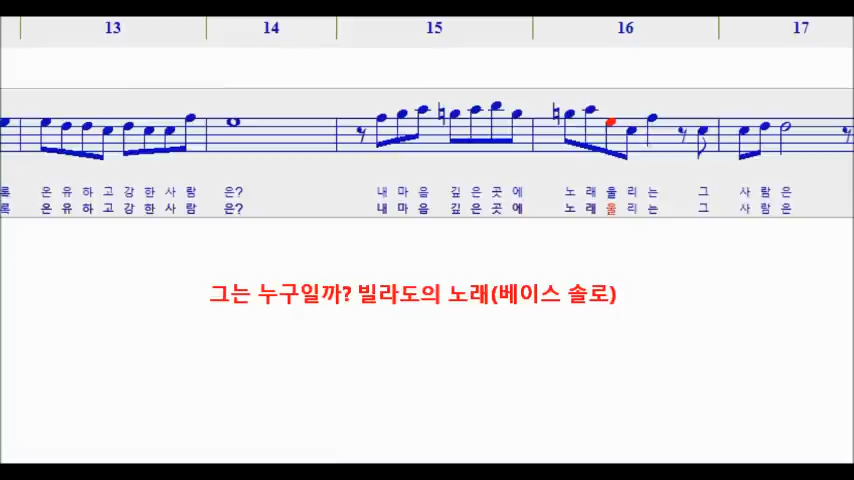 13 14 15 16 17
록 온 유 하 고 강 한 사 람 은? 내 마 음 깊 은 곳 에 노 래 울 리 는 그 사 람 은
록 온 유 하 고 강 한 사 람 은? 내 마 음 깊 은 곳 에 노 래 울 리 는 그 사 람 은
그는 누구일까? 빌라도의 노래(베이스 솔로)